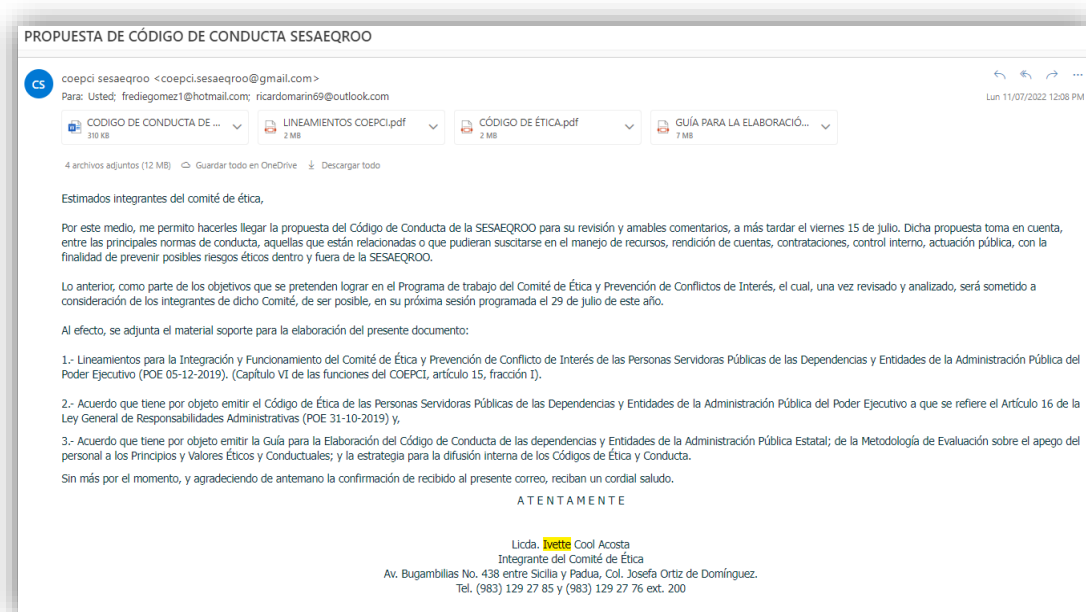 PROPUESTA DE CÓDIGO DE CONDUCTA SESAEQROO
CS
coepci sesaeqroo <coepci.sesaeqroo@gmail.com>
Para: Usted; frediegomez1@hotmail.com; ricardomarin69@outlook.com
Lun 11/07/2022 12:08 PM
CODIGO DE CONDUCTA DE ...
310 KB
LINEAMIENTOS COEPCI.pdf
2 MB
CÓDIGO DE ÉTICA.pdf
2 MB
GUÍA PARA LA ELABORACIÓ...
7 MB
4 archivos adjuntos (12 MB) Guardar todo en OneDrive Descargar todo
Estimados integrantes del comité de ética,
Por este medio, me permito hacerles llegar la propuesta del Código de Conducta de la SESAEQROO para su revisión y amables comentarios, a más tardar el viernes 15 de julio. Dicha propuesta toma en cuenta,
entre las principales normas de conducta, aquellas que están relacionadas o que pudieran suscitarse en el manejo de recursos, rendición de cuentas, contrataciones, control interno, actuación pública, con la
finalidad de prevenir posibles riesgos éticos dentro y fuera de la SESAEQROO.
Lo anterior, como parte de los objetivos que se pretenden lograr en el Programa de trabajo del Comité de Ética y Prevención de Conflictos de Interés, el cual, una vez revisado y analizado, será sometido a
consideración de los integrantes de dicho Comité, de ser posible, en su próxima sesión programada el 29 de julio de este año.
Al efecto, se adjunta el material soporte para la elaboración del presente documento:
1.- Lineamientos para la Integración y Funcionamiento del Comité de Ética y Prevención de Conflicto de Interés de las Personas Servidoras Públicas de las Dependencias y Entidades de la Administración Pública del
Poder Ejecutivo (POE 05-12-2019). (Capítulo VI de las funciones del COEPCI, artículo 15, fracción I).
2.- Acuerdo que tiene por objeto emitir el Código de Ética de las Personas Servidoras Públicas de las Dependencias y Entidades de la Administración Pública del Poder Ejecutivo a que se refiere el Artículo 16 de la
Ley General de Responsabilidades Administrativas (POE 31-10-2019) y,
3.- Acuerdo que tiene por objeto emitir la Guía para la Elaboración del Código de Conducta de las dependencias y Entidades de la Administración Pública Estatal; de la Metodología de Evaluación sobre el apego del
personal a los Principios y Valores Éticos y Conductuales; y la estrategia para la difusión interna de los Códigos de Ética y Conducta.
Sin más por el momento, y agradeciendo de antemano la confirmación de recibido al presente correo, reciban un cordial saludo.
A T E N T A M E N T E
Licda. Ivette Cool Acosta
Integrante del Comité de Ética
Av. Bugambilias No. 438 entre Sicilia y Padua, Col. Josefa Ortiz de Domínguez.
Tel. (983) 129 27 85 y (983) 129 27 76 ext. 200